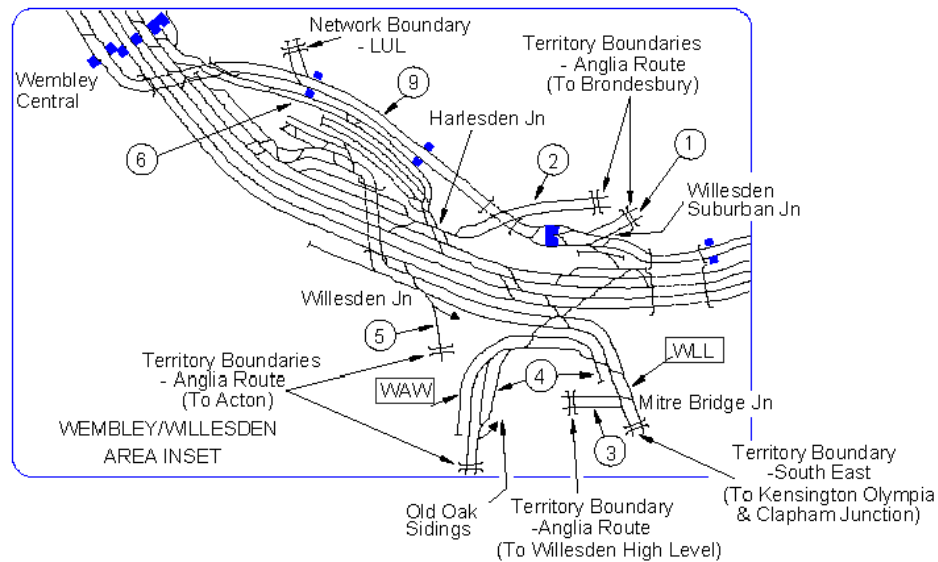 Network Boundary
- LUL
Territory Boundaries
- Anglia Route
(To Brondesbury)
Wembley
Central
9
Harlesden Jn
6
2
1
Willesden
Suburban Jn
Willesden Jn
5
Territory Boundaries
- Anglia Route
(To Acton)
WAW
4
WLL
Mitre Bridge Jn
3
WEMBLEY/WILLESDEN
AREA INSET
Old Oak
Sidings
Territory Boundary
-Anglia Route
(To Willesden High Level)
Territory Boundary
-South East
(To Kensington Olympia
& Clapham Junction)